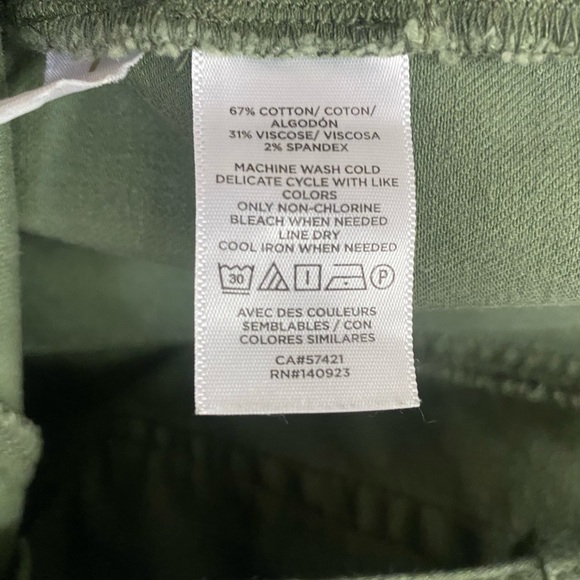 67% COTTON/ COTON/
ALGODÓN
31% VISCOSE/ VISCOSA
2% SPANDEX
MACHINE WASH COLD
DELICATE CYCLE WITH LIKE
COLORS
ONLY NON-CHLORINE
BLEACH WHEN NEEDED
LINE DRY
COOL IRON WHEN NEEDED
30 P
AVEC DES COULEURS
SEMBLABLES / CON
COLORES SIMILARES
CA#57421
RN#140923